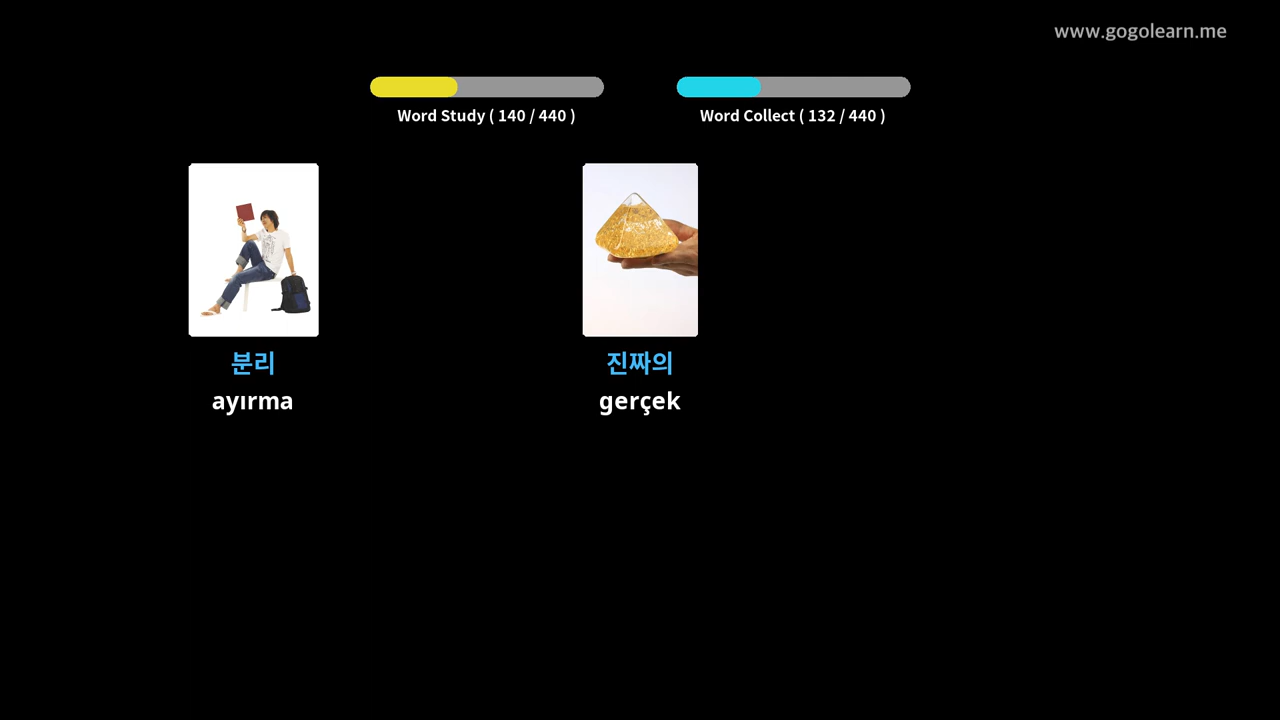 www.gogolearn.me
Word Study ( 140 / 440 )
Word Collect ( 132 / 440 )
분리
ayırma
진짜의
gerçek